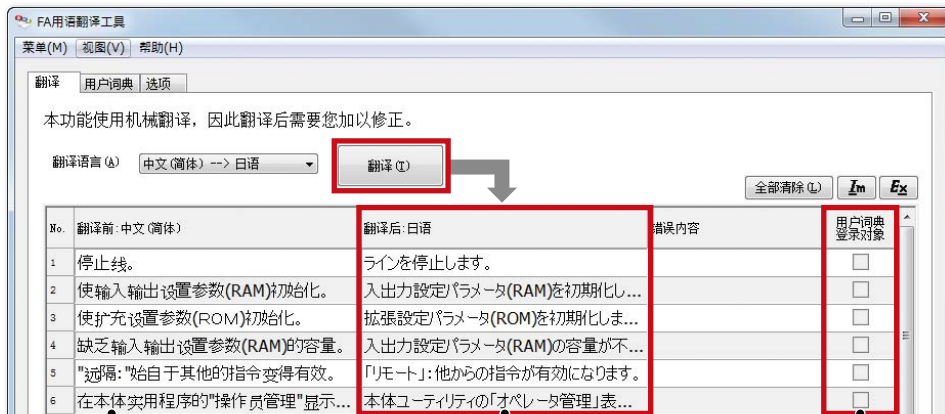 FA用语翻译工具
菜单(M) 视图(V) 帮助(H)
翻译 用户词典 选项
本功能使用机械翻译，因此翻译后需要您加以修正。
翻译语言(A) 中文(简体) --> 日语 翻译(T)
全部清除(L) Im Ex
No. 翻译前:中文(简体) 翻译后:日语 错误内容 用户词典
登录对象
1 停止线。 ラインを停止します。
2 使输入输出设置参数(RAM)初始化。 入出力設定パラメータ(RAM)を初期化し...
3 使扩充设置参数(ROM)初始化。 拡張設定パラメータ(ROM)を初期化しま...
4 缺乏输入输出设置参数(RAM)的容量。 入出力設定パラメータ(RAM)の容量が不...
5 "远隔:"始自于其他的指令变得有效。 「リモート」:他からの指令が有効になります。
6 在本体实用程序的"操作员管理"显示... 本体ユーティリティの「オペレータ管理」表...